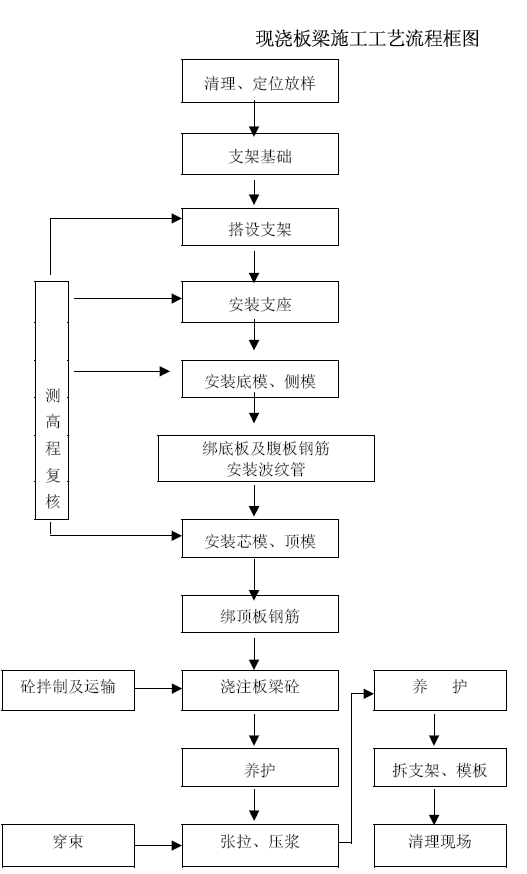 现浇板梁施工工艺流程框图
清理、定位放样
支架基础
搭设支架
安装支座
安装底模、侧模
测
高
程
复
核
绑底板及腹板钢筋
安装波纹管
安装芯模、顶模
绑顶板钢筋
砼拌制及运输
浇注板梁砼
养护
穿束
张拉、压浆
养 护
拆支架、模板
清理现场